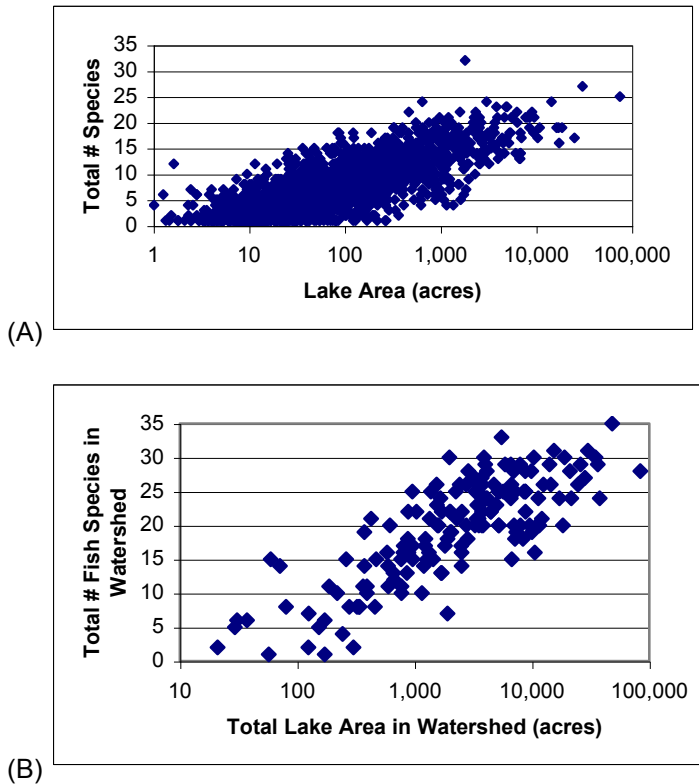 35
30
25
20
15
10
5
0
Total # Species
1 10 100 1,000 10,000 100,000
Lake Area (acres)
(A)
35
30
25
20
15
10
5
0
Total # Fish Species in
Watershed
10 100 1,000 10,000 100,000
Total Lake Area in Watershed (acres)
(B)